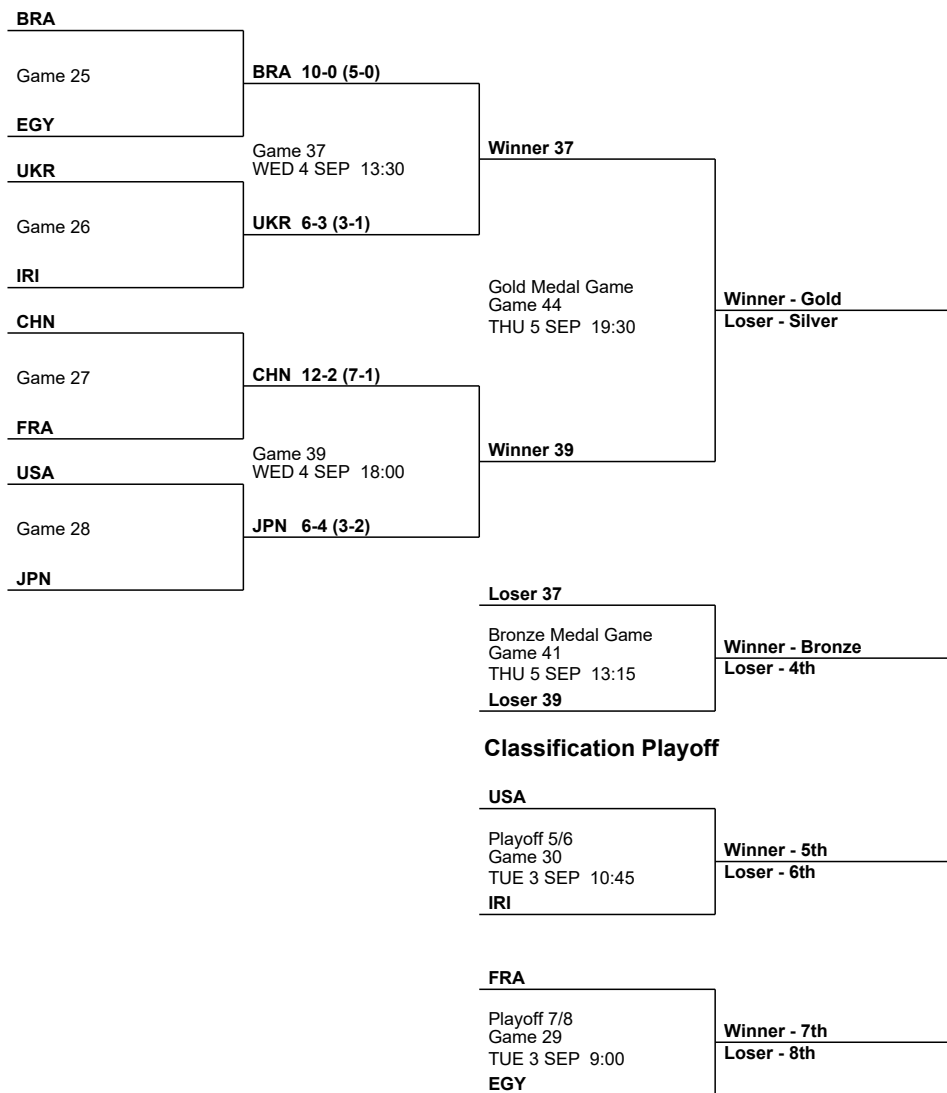 BRA
Game 25
BRA 10-0 (5-0)
EGY
Game 37
WED 4 SEP 13:30
Winner 37
UKR
Game 26
UKR 6-3 (3-1)
IRI
Gold Medal Game
Game 44
THU 5 SEP 19:30
Winner - Gold
Loser - Silver
CHN
Game 27
CHN 12-2 (7-1)
FRA
Game 39
WED 4 SEP 18:00
Winner 39
USA
Game 28
JPN 6-4 (3-2)
JPN
Loser 37
Bronze Medal Game
Game 41
THU 5 SEP 13:15
Winner - Bronze
Loser - 4th
Loser 39
Classification Playoff
USA
Playoff 5/6
Game 30
TUE 3 SEP 10:45
Winner - 5th
Loser - 6th
IRI
FRA
Playoff 7/8
Game 29
TUE 3 SEP 9:00
Winner - 7th
Loser - 8th
EGY